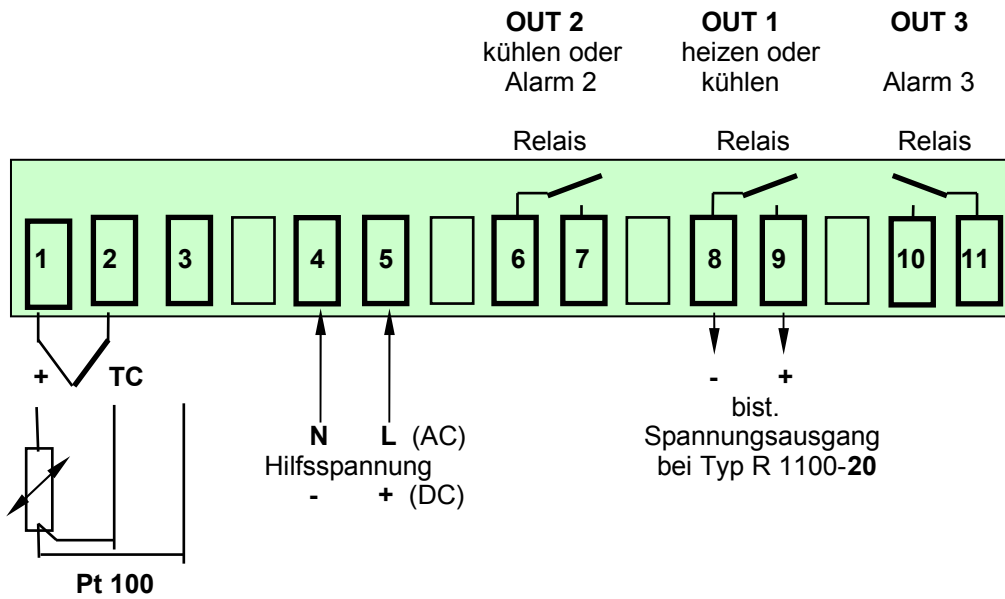 OUT 2 OUT 1 OUT 3
kühlen oder heizen oder
Alarm 2 kühlen Alarm 3
Relais Relais Relais
1 2 3 4 5 6 7 8 9 10 11
+ TC - +
bist.
N L (AC) Spannungsausgang
Hilfsspannung bei Typ R 1100-20
- + (DC)
Pt 100